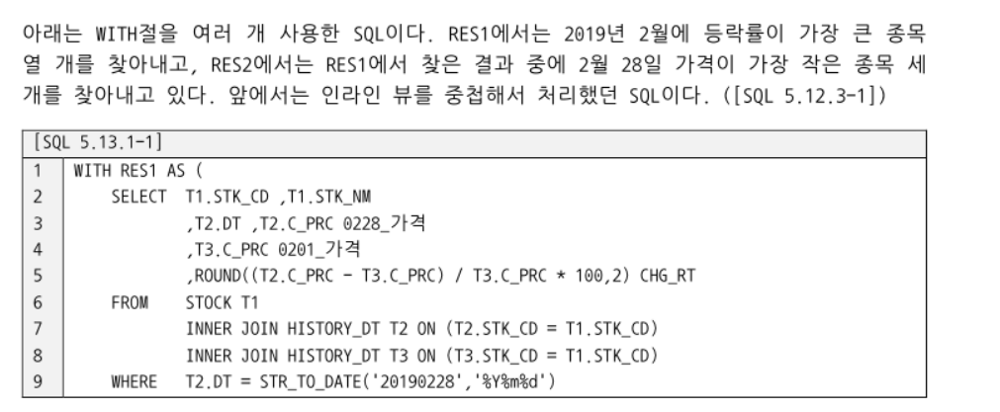 아래는 WITH절을 여러 개 사용한 SQL이다. RES1에서는 2019년 2월에 등락률이 가장 큰 종목
열 개를 찾아내고, RES2에서는 RES1에서 찾은 결과 중에 2월 28일 가격이 가장 작은 종목 세
개를 찾아내고 있다. 앞에서는 인라인 뷰를 중첩해서 처리했던 SQL이다. ([SQL 5.12.3-1])
[SQL 5.13.1-1]
1 WITH RES1 AS (
2 SELECT T1.STK_CD ,T1.STK_NM
3 ,T2.DT ,T2.C_PRC 0228_가격
4 ,T3.C_PRC 0201_가격
5 ,ROUND((T2.C_PRC - T3.C_PRC) / T3.C_PRC * 100,2) CHG_RT
6 FROM STOCK T1
7 INNER JOIN HISTORY_DT T2 ON (T2.STK_CD = T1.STK_CD)
8 INNER JOIN HISTORY_DT T3 ON (T3.STK_CD = T1.STK_CD)
9 WHERE T2.DT = STR_TO_DATE('20190228','%Y%m%d')